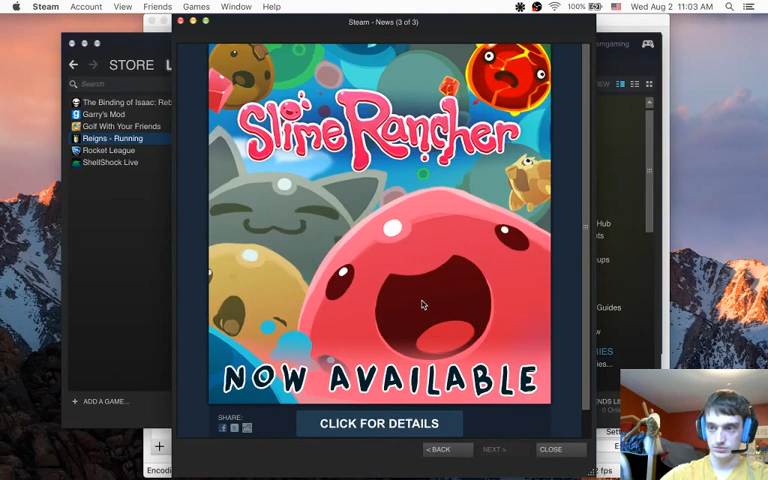 Steam Account View Friends Games Window Help
100% Wed Aug 2 11:03 AM
Steam - News (3 of 3)
STORE L
Search
The Binding of Isaac: Reb
Garry's Mod
Golf With Your Friends
Reigns - Running
Rocket League
ShellShock Live
+ ADD A GAME...
Slime Rancher
NOW AVAILABLE
SHARE:
CLICK FOR DETAILS
< BACK
NEXT >
CLOSE
Hub
Guides
Encodi
fps